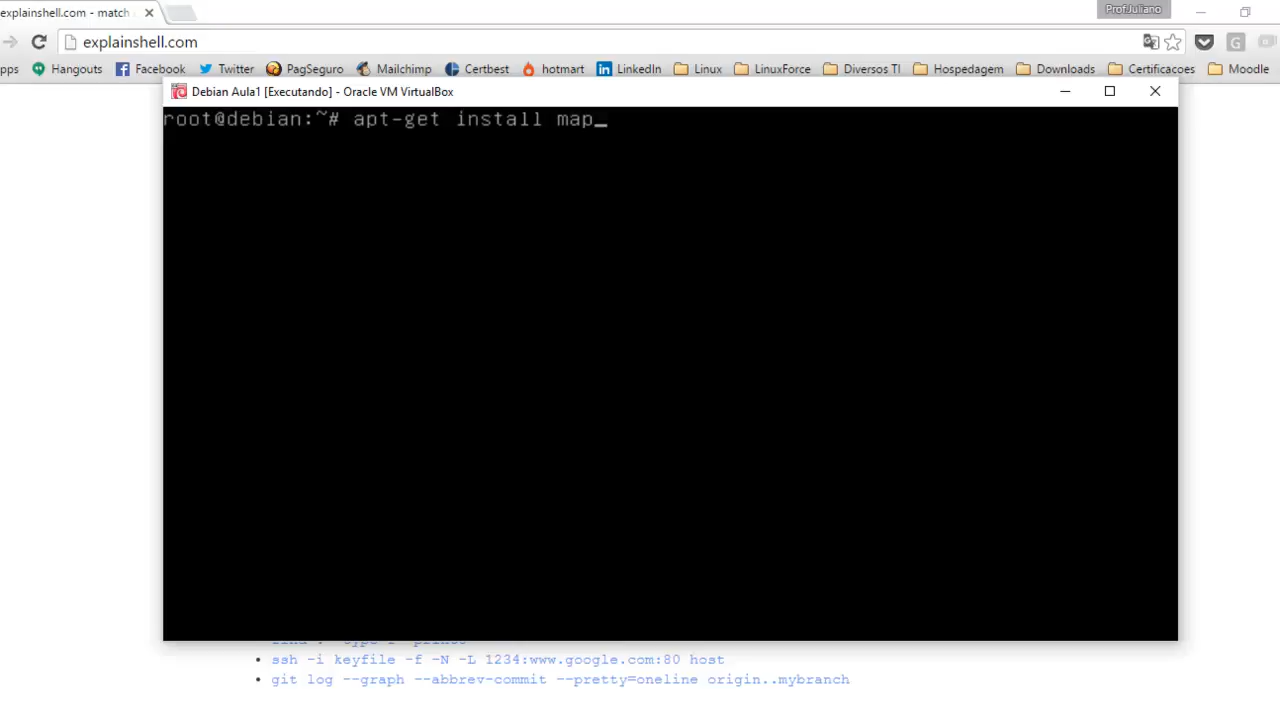 explainshell.com - match
ProfJuliano
explainshell.com
pps Hangouts Facebook Twitter PagSeguro Mailchimp Certbest hotmart LinkedIn Linux LinuxForce Diversos TI Hospedagem Downloads Certificacoes Moodle
Debian Aula1 [Executando] - Oracle VM VirtualBox
root@debian:~# apt-get install map_
• ssh -i keyfile -f -N -L 1234:www.google.com:80 host
• git log --graph --abbrev-commit --pretty=oneline origin..mybranch